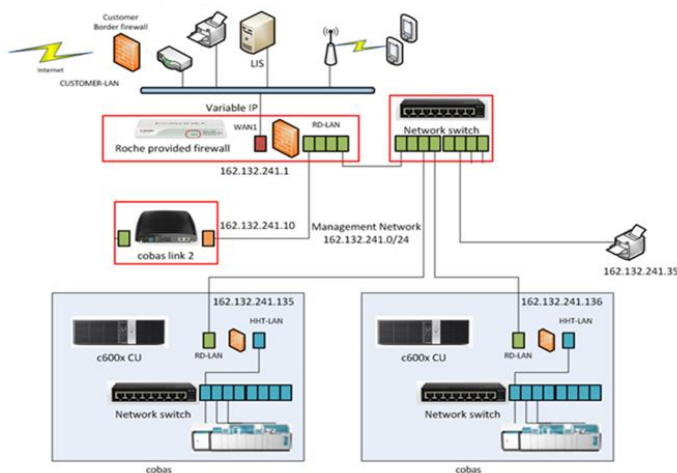 Customer
Border firewall
Internet
CUSTOMER-LAN
LIS
Variable IP
WAN1
RD-LAN
Roche provided firewall
Network switch
162.132.241.1
162.132.241.10
Management Network
162.132.241.0/24
cobas link 2
162.132.241.35
162.132.241.135
HHT-LAN
c600x CU
RD-LAN
Network switch
cobas
162.132.241.136
HHT-LAN
c600x CU
RD-LAN
Network switch
cobas